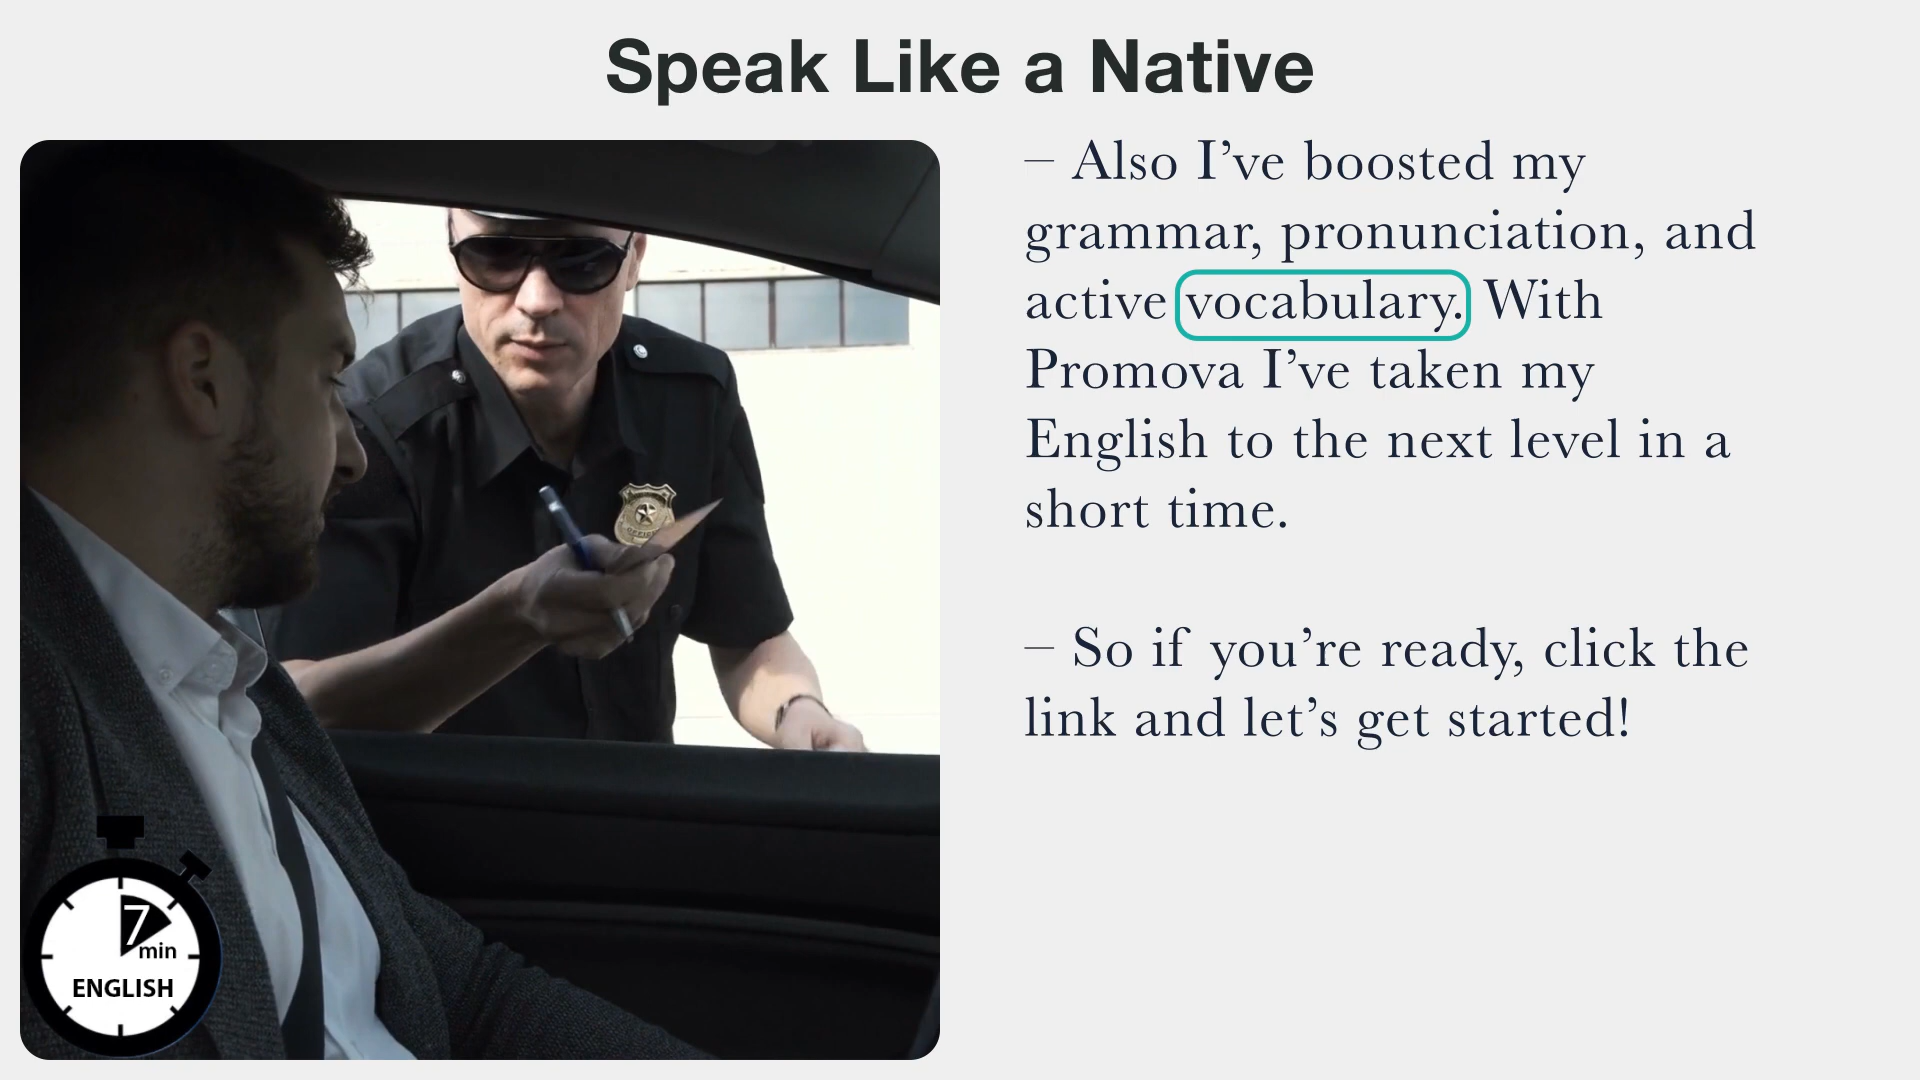 Speak Like a Native
– Also I’ve boosted my
grammar, pronunciation, and
active vocabulary. With
Promova I’ve taken my
English to the next level in a
short time.
– So if you’re ready, click the
link and let’s get started!
7
min
ENGLISH